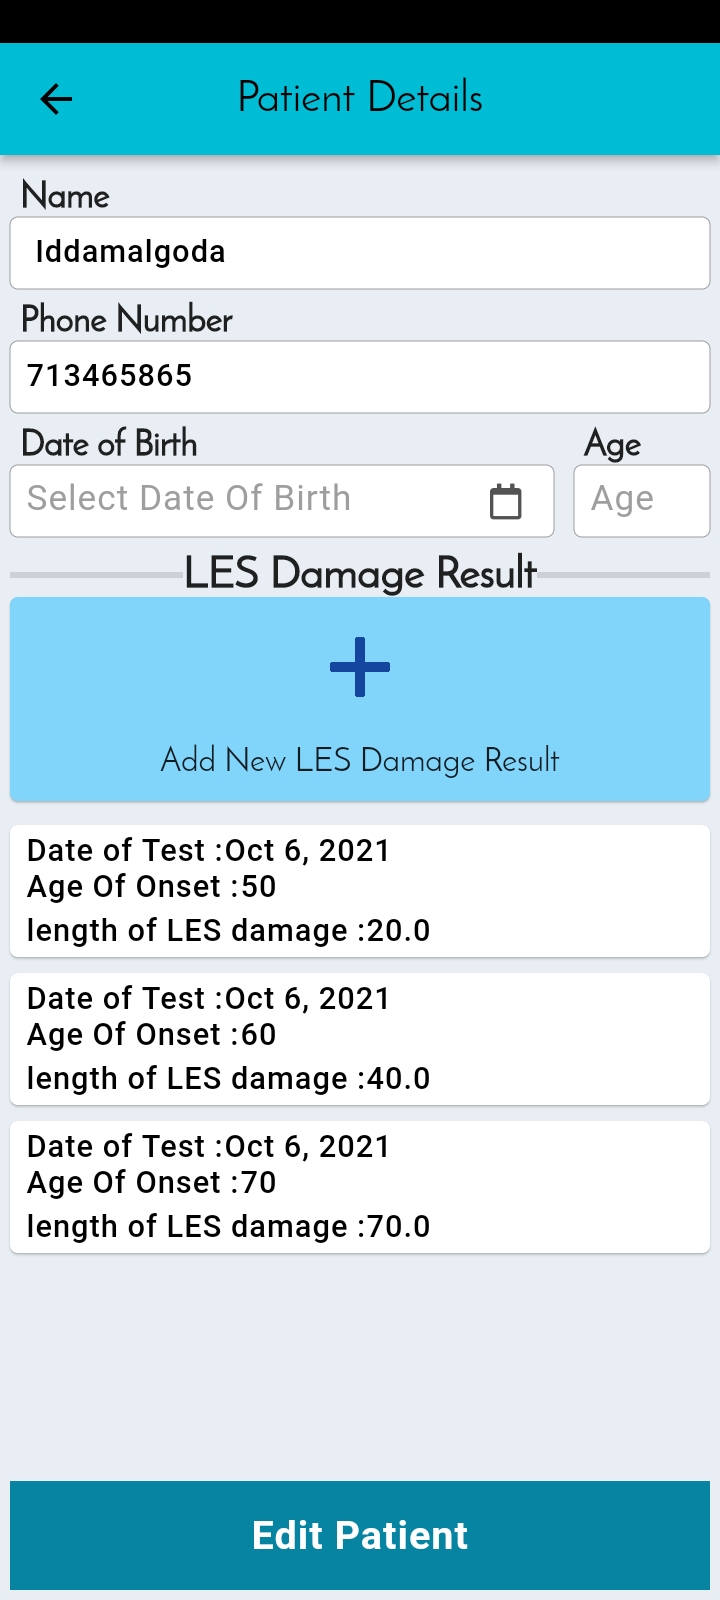 Patient Details
Name
Iddamalgoda
Phone Number
713465865
Date of Birth
Age
Select Date Of Birth
Age
LES Damage Result
Add New LES Damage Result
Date of Test :Oct 6, 2021
Age Of Onset :50
length of LES damage :20.0
Date of Test :Oct 6, 2021
Age Of Onset :60
length of LES damage :40.0
Date of Test :Oct 6, 2021
Age Of Onset :70
length of LES damage :70.0
Edit Patient